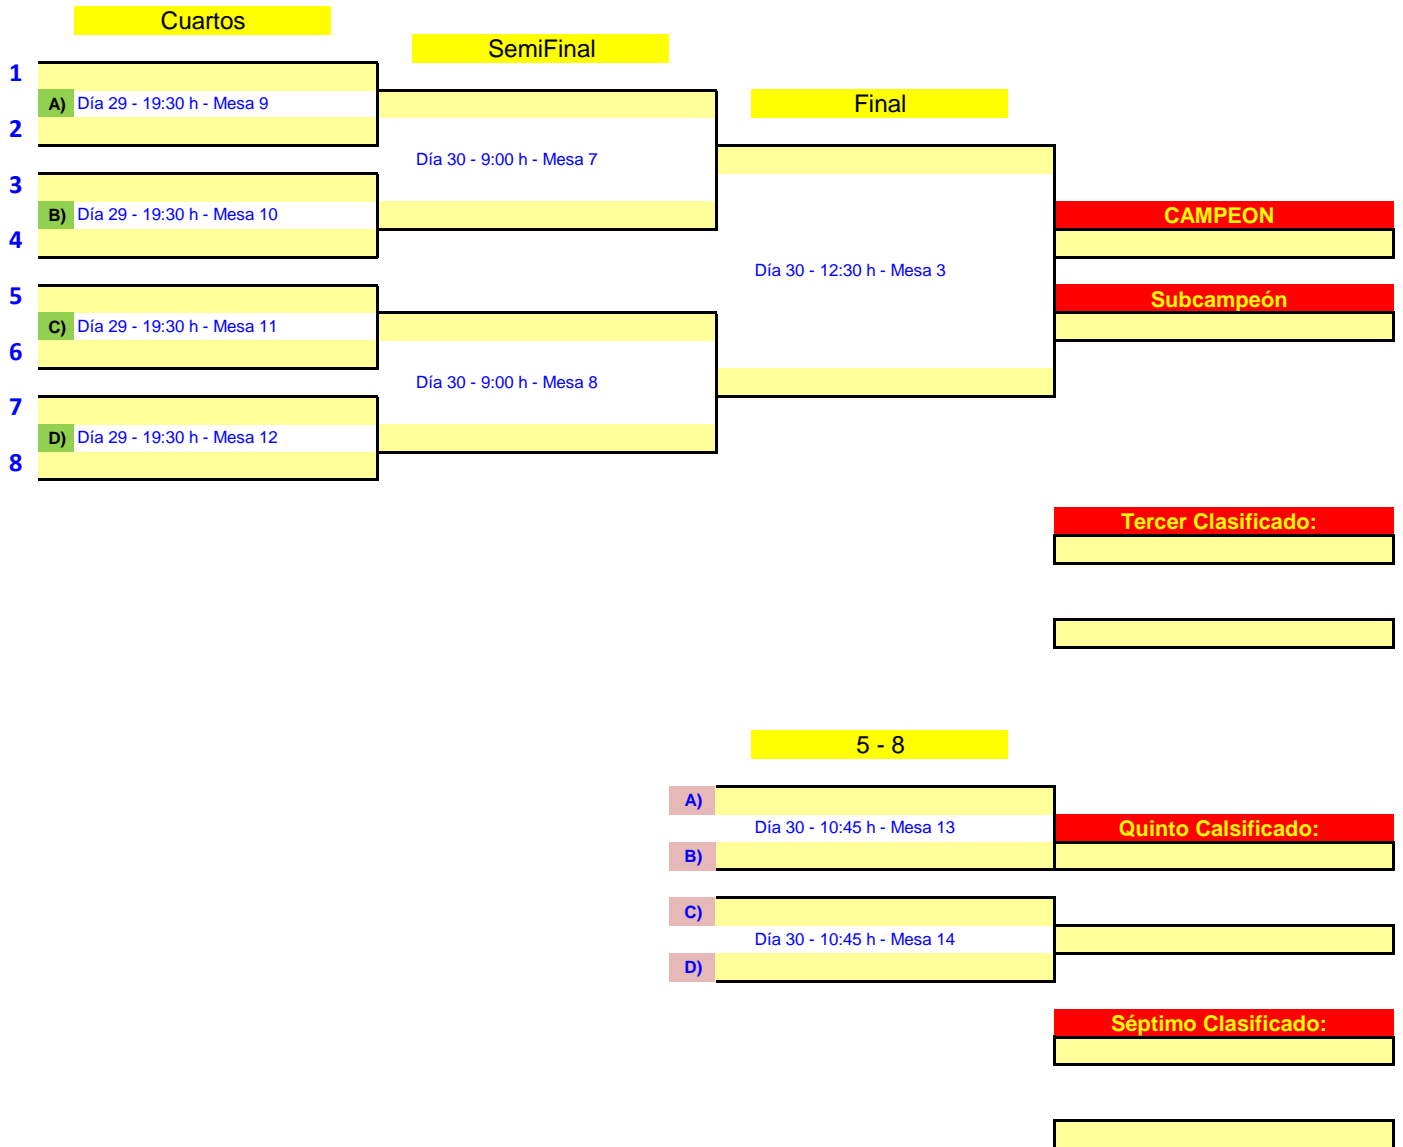 Cuartos
SemiFinal
1
A) Día 29 - 19:30 h - Mesa 9
Final
2
Día 30 - 9:00 h - Mesa 7
3
B) Día 29 - 19:30 h - Mesa 10
CAMPEON
4
Día 30 - 12:30 h - Mesa 3
5
Subcampeón
C) Día 29 - 19:30 h - Mesa 11
6
Día 30 - 9:00 h - Mesa 8
7
D) Día 29 - 19:30 h - Mesa 12
8
Tercer Clasificado:
5 - 8
A)
Día 30 - 10:45 h - Mesa 13
Quinto Calsificado:
B)
C)
Día 30 - 10:45 h - Mesa 14
D)
Séptimo Clasificado: